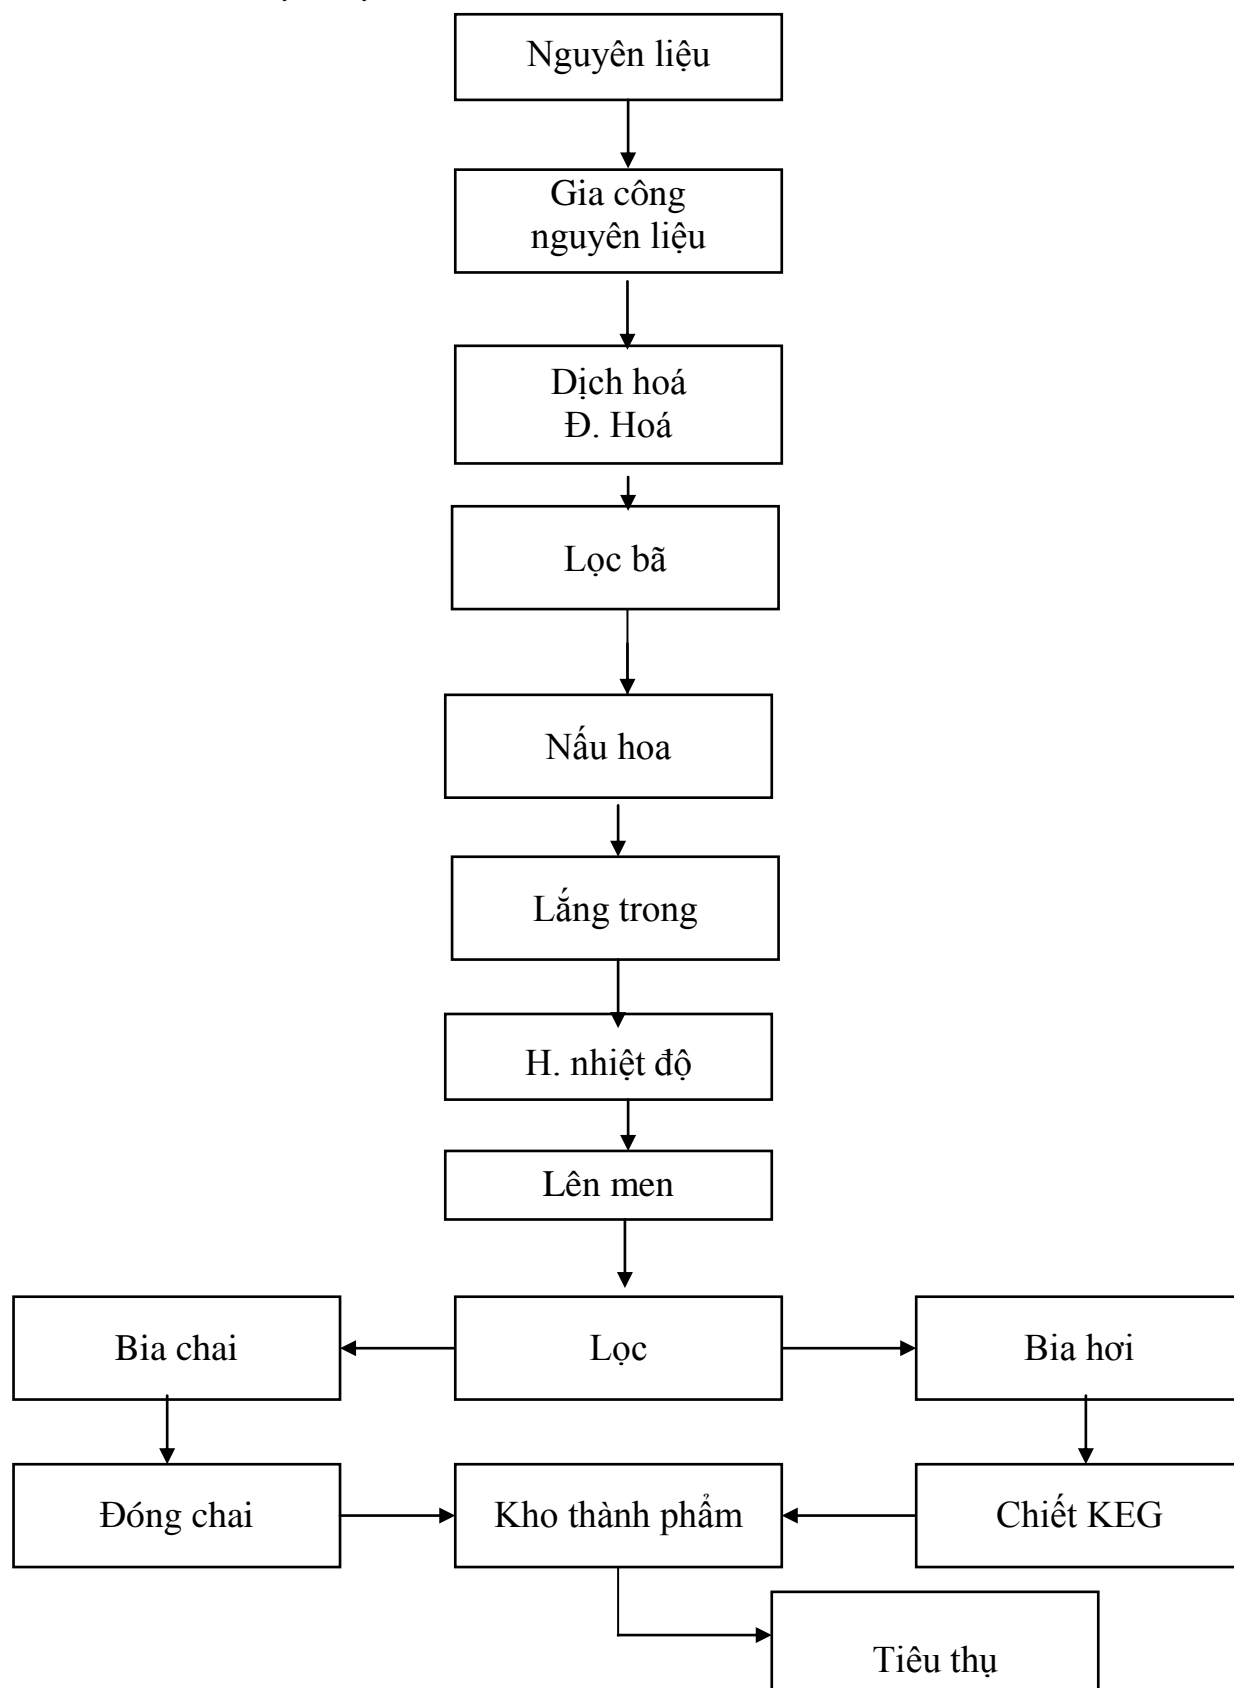 Nguyên liệu
Gia công
nguyên liệu
Dịch hoá
Đ. Hoá
Lọc bã
Nấu hoa
Lắng trong
H. nhiệt độ
Lên men
Bia chai
Lọc
Bia hơi
Đóng chai
Kho thành phẩm
Chiết KEG
Tiêu thụ